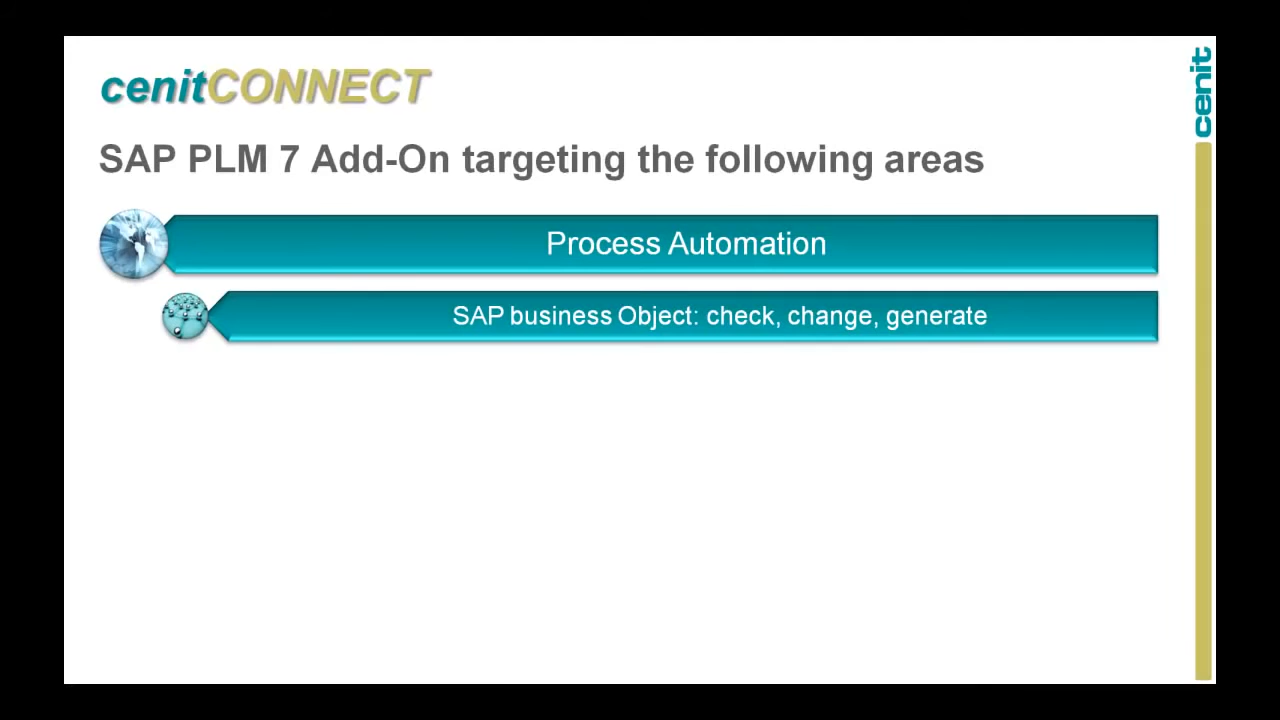 cenitCONNECT
cenit
SAP PLM 7 Add-On targeting the following areas
Process Automation
SAP business Object: check, change, generate